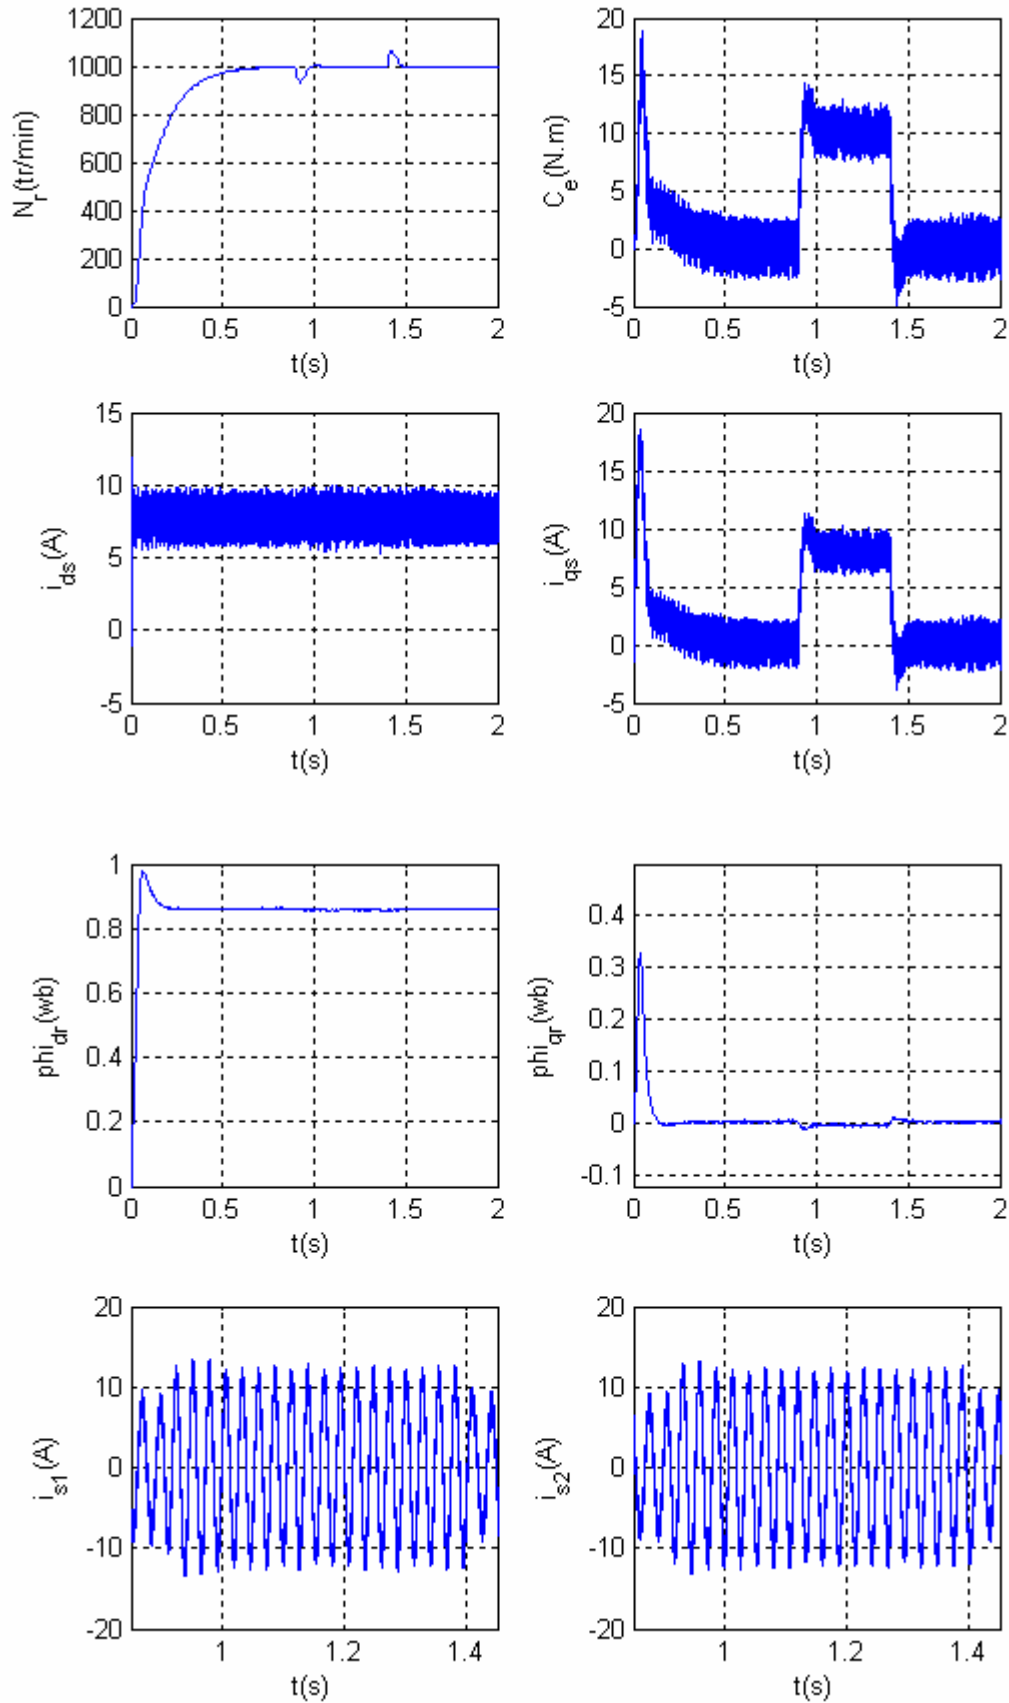 1200
1000
800
600
400
200
0
N_r(tr/min)
0 0.5 1 1.5 2
t(s)
20
15
10
5
0
-5
C_e(N.m)
0 0.5 1 1.5 2
t(s)
15
10
5
0
-5
i_ds(A)
0 0.5 1 1.5 2
t(s)
20
15
10
5
0
-5
i_qs(A)
0 0.5 1 1.5 2
t(s)
1
0.8
0.6
0.4
0.2
0
phi_dr(wb)
0 0.5 1 1.5 2
t(s)
0.4
0.3
0.2
0.1
0
-0.1
phi_qr(wb)
0 0.5 1 1.5 2
t(s)
20
10
0
-10
-20
i_s1(A)
1 1.2 1.4
t(s)
20
10
0
-10
-20
i_s2(A)
1 1.2 1.4
t(s)